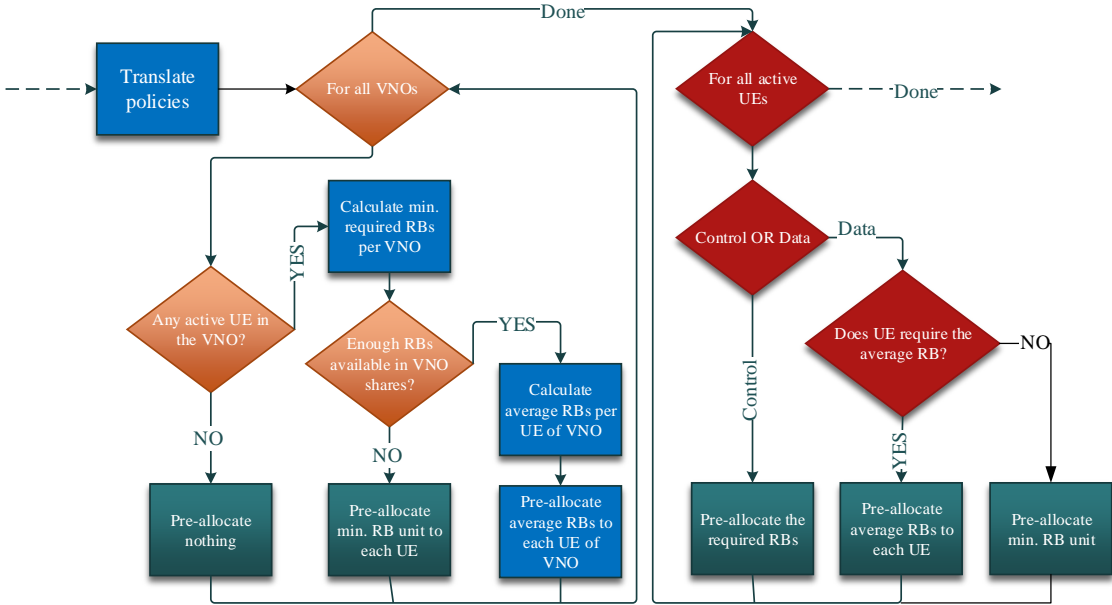 Done
Translate
policies
For all VNOs
For all active
UEs
Done
Calculate min.
required RBs
per VNO
Control OR Data
Data
YES
Any active UE in
the VNO?
Enough RBs
available in VNO
shares?
YES
Does UE require the
average RB?
NO
Calculate
average RBs per
UE of VNO
Control
NO
NO
YES
Pre-allocate
nothing
Pre-allocate
min. RB unit to
each UE
Pre-allocate
average RBs to
each UE of
VNO
Pre-allocate the
required RBs
Pre-allocate
average RBs to
each UE
Pre-allocate
min. RB unit